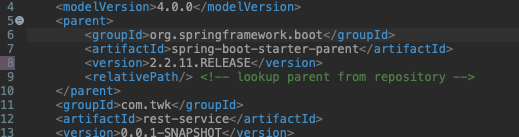 4 <modelVersion>4.0.0</modelVersion>
5 <parent>
6 <groupId>org.springframework.boot</groupId>
7 <artifactId>spring-boot-starter-parent</artifactId>
8 <version>2.2.11.RELEASE</version>
9 <relativePath/> <!-- lookup parent from repository -->
10 </parent>
11 <groupId>com.twk</groupId>
12 <artifactId>rest-service</artifactId>
13 <version>0.0.1-SNAPSHOT</version>